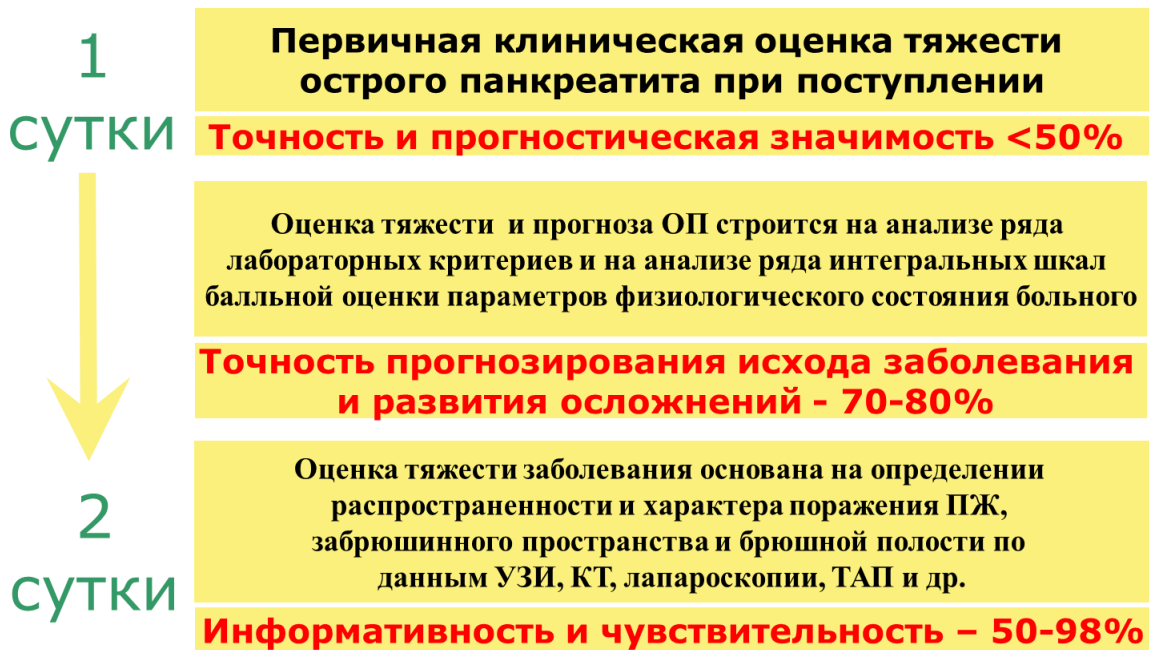 1
сутки
Первичная клиническая оценка тяжести
острого панкреатита при поступлении
Точность и прогностическая значимость <50%
Оценка тяжести и прогноза ОП строится на анализе ряда
лабораторных критериев и на анализе ряда интегральных шкал
балльной оценки параметров физиологического состояния больного
Точность прогнозирования исхода заболевания
и развития осложнений - 70-80%
2
сутки
Оценка тяжести заболевания основана на определении
распространенности и характера поражения ПЖ,
забрюшинного пространства и брюшной полости по
данным УЗИ, КТ, лапароскопии, ТАП и др.
Информативность и чувствительность – 50-98%